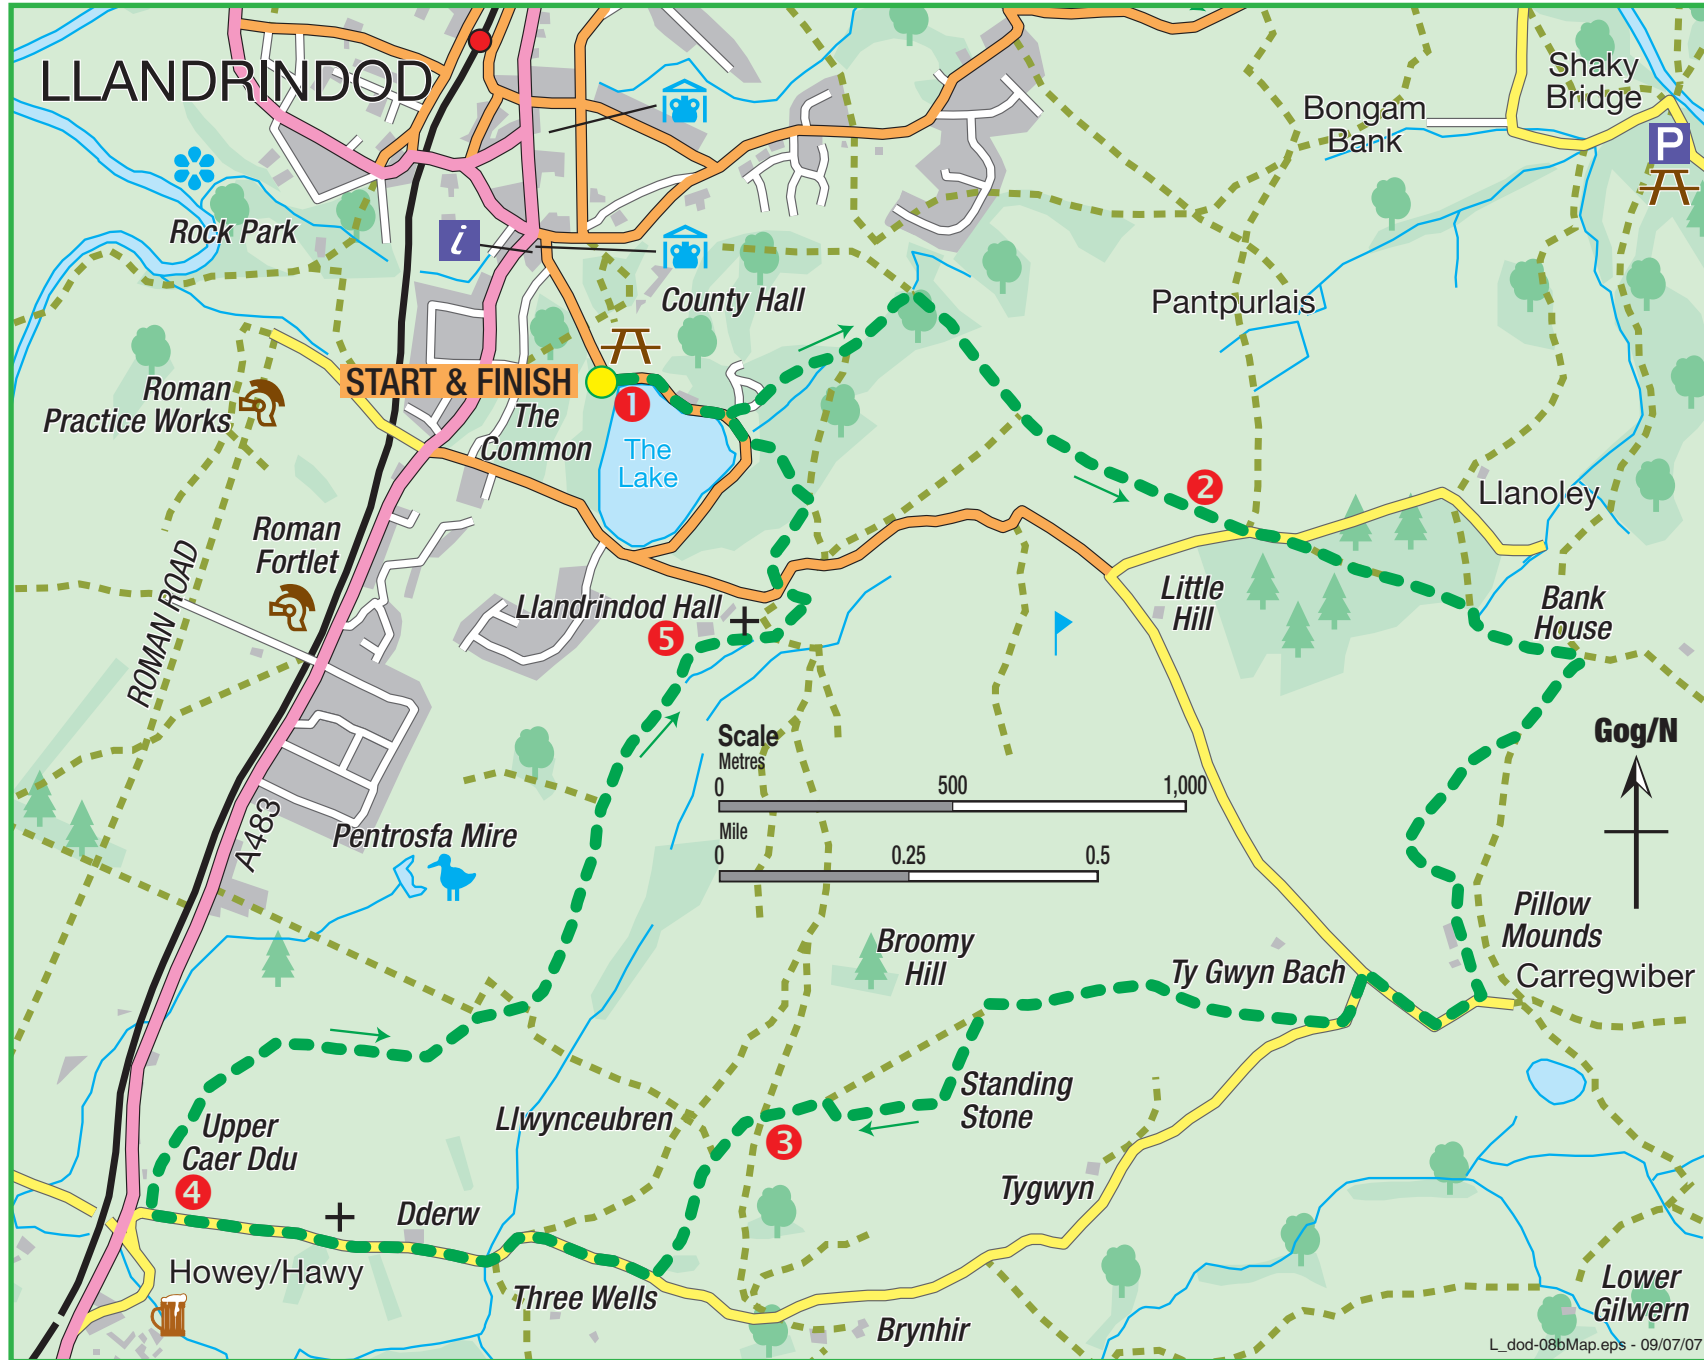 LLANDRINDOD
Shaky
Bridge
Bongam
Bank
P
Rock Park
i
County Hall
Pantpurlais
Roman
Practice Works
START & FINISH
1
The
Common
The
Lake
2
Llanoley
Roman
Fortlet
ROMAN ROAD
Llandrindod Hall
5
Little
Hill
Bank
House
Scale
Metres
0 500 1,000
Mile
0 0.25 0.5
Gog/N
A483
Pentrosfa Mire
Broomy
Hill
Ty Gwyn Bach
Pillow
Mounds
Carregwiber
Standing
Stone
Llwynceubren
3
Upper
Caer Ddu
4
Dderw
Tygwyn
Howey/Hawy
Three Wells
Brynhir
Lower
Gilwern
L_dod-08bMap.eps - 09/07/07